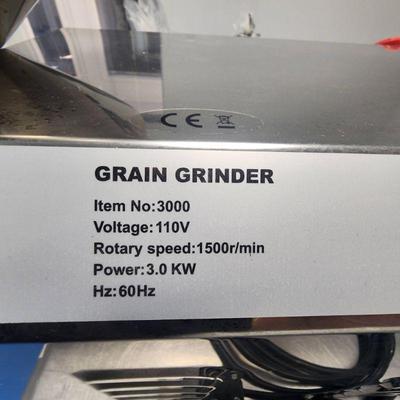 CE
GRAIN GRINDER
Item No:3000
Voltage:110V
Rotary speed:1500r/min
Power:3.0 KW
Hz:60Hz